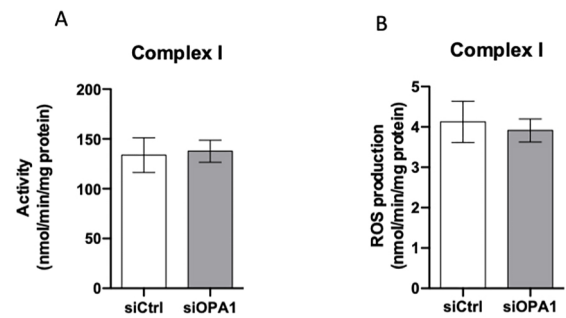 A
Complex I
Activity
(nmol/min/mg protein)
200
150
100
50
0
siCtrl siOPA1
B
Complex I
ROS production
(nmol/min/mg protein)
5
4
3
2
1
0
siCtrl siOPA1